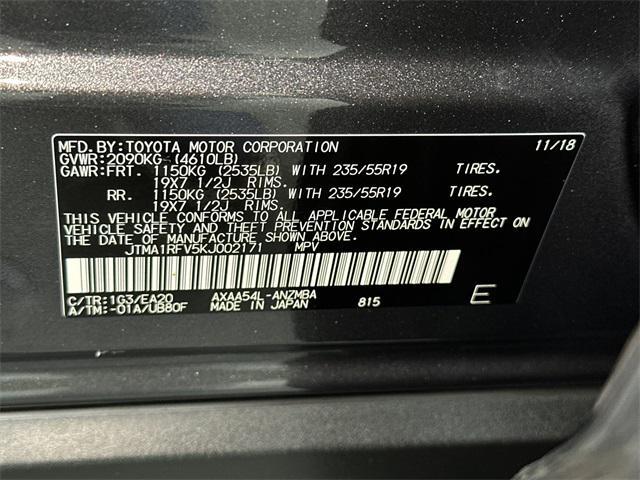 MFD.BY:TOYOTA MOTOR CORPORATION 11/18
GVWR:2090KG (4610LB)
GAWR:FRT. 1150KG (2535LB) WITH 235/55R19 TIRES.
19X7 1/2J RIMS.
RR. 1150KG (2535LB) WITH 235/55R19 TIRES.
19X7 1/2J RIMS.
THIS VEHICLE CONFORMS TO ALL APPLICABLE FEDERAL MOTOR
VEHICLE SAFETY AND BUMPER STANDARDS IN EFFECT ON
THE DATE OF MANUFACTURE SHOWN ABOVE.
JTMA1RFV5KJ002171 MPV
C/TR:1G3/EA20 AXAA54L-ANZMBA
A/TM:-01A/UB80F MADE IN JAPAN 815 E